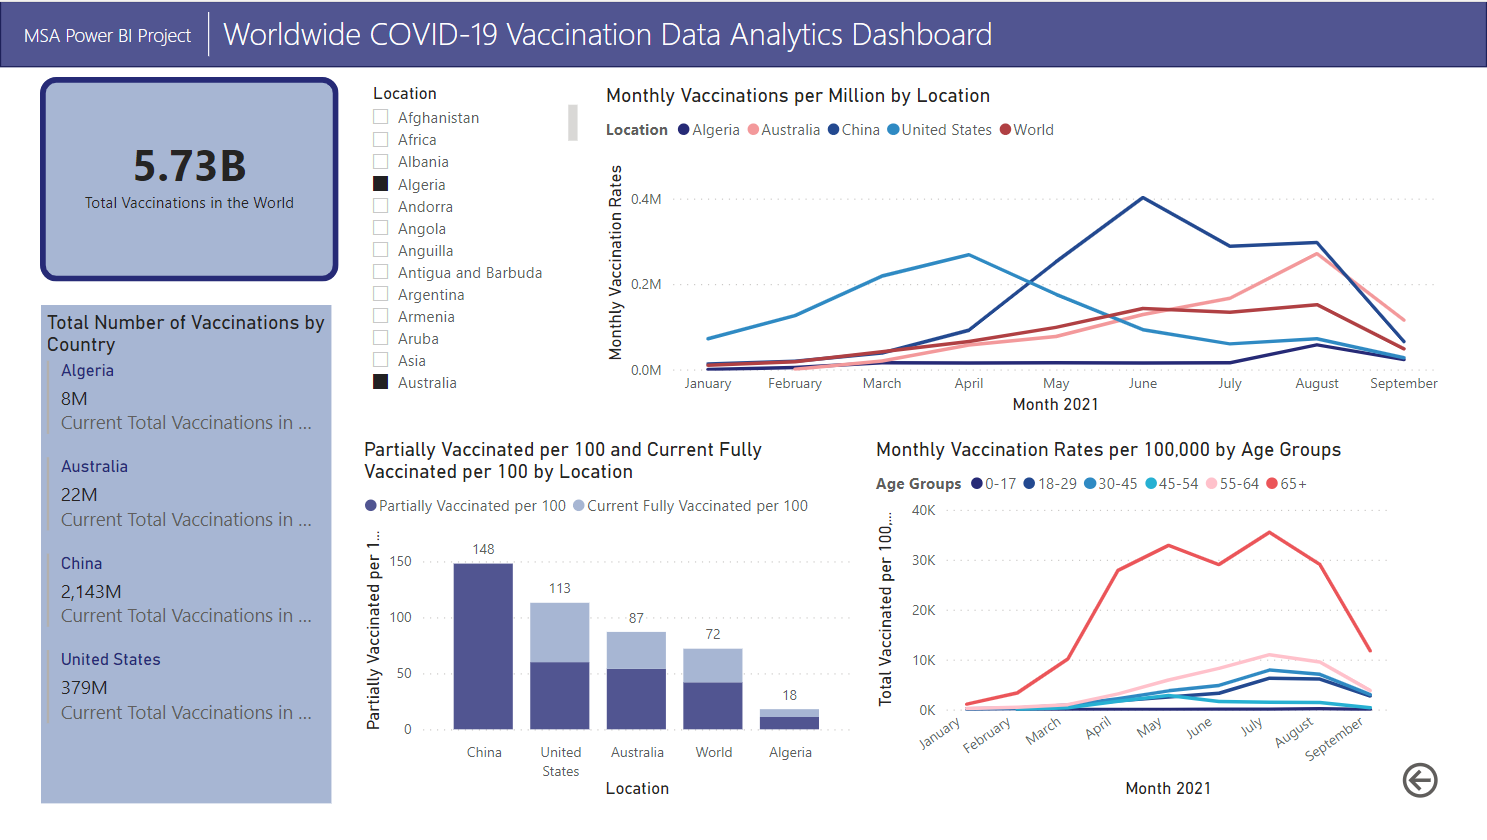 MSA Power BI Project
Worldwide COVID-19 Vaccination Data Analytics Dashboard
5.73B
Total Vaccinations in the World
Total Number of Vaccinations by
Country
Algeria
8M
Current Total Vaccinations in ...
Australia
22M
Current Total Vaccinations in ...
China
2,143M
Current Total Vaccinations in ...
United States
379M
Current Total Vaccinations in ...
Location
Afghanistan
Africa
Albania
Algeria
Andorra
Angola
Anguilla
Antigua and Barbuda
Argentina
Armenia
Aruba
Asia
Australia
Monthly Vaccinations per Million by Location
Location Algeria Australia China United States World
Monthly Vaccination Rates
0.4M
0.2M
0.0M
January February March April May June July August September
Month 2021
Partially Vaccinated per 100 and Current Fully
Vaccinated per 100 by Location
Partially Vaccinated per 100 Current Fully Vaccinated per 100
Partially Vaccinated per 1...
150
100
50
0
148
113
87
72
18
China United States Australia World Algeria
Location
Monthly Vaccination Rates per 100,000 by Age Groups
Age Groups 0-17 18-29 30-45 45-54 55-64 65+
Total Vaccinated per 100,...
40K
30K
20K
10K
0K
January February March April May June July August September
Month 2021